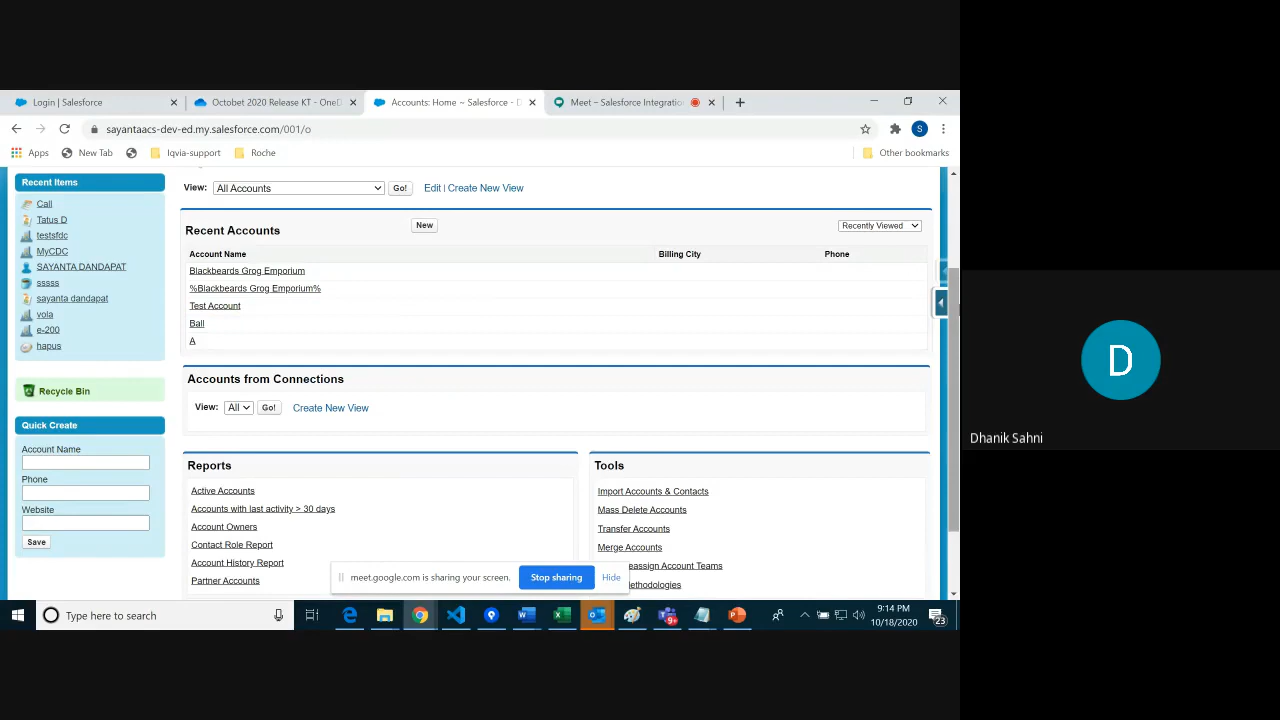 Login | Salesforce
Octobet 2020 Release KT - OneD
Accounts: Home ~ Salesforce - D
Meet – Salesforce Integration
sayantaacs-dev-ed.my.salesforce.com/001/o
S
Apps
New Tab
Iqvia-support
Roche
Other bookmarks
Recent Items
Call
Tatus D
testsfdc
MyCDC
SAYANTA DANDAPAT
sssss
sayanta dandapat
vola
e-200
hapus
Recycle Bin
Quick Create
Account Name
Phone
Website
Save
View: All Accounts Go! Edit | Create New View
Recent Accounts New Recently Viewed
Account Name Billing City Phone
Blackbeards Grog Emporium
%Blackbeards Grog Emporium%
Test Account
Ball
A
Accounts from Connections
View: All Go! Create New View
Reports
Active Accounts
Accounts with last activity > 30 days
Account Owners
Contact Role Report
Account History Report
Partner Accounts
Tools
Import Accounts & Contacts
Mass Delete Accounts
Transfer Accounts
Merge Accounts
eassign Account Teams
ethodologies
meet.google.com is sharing your screen. Stop sharing Hide
Type here to search
9+
9:14 PM
10/18/2020
23
D
Dhanik Sahni